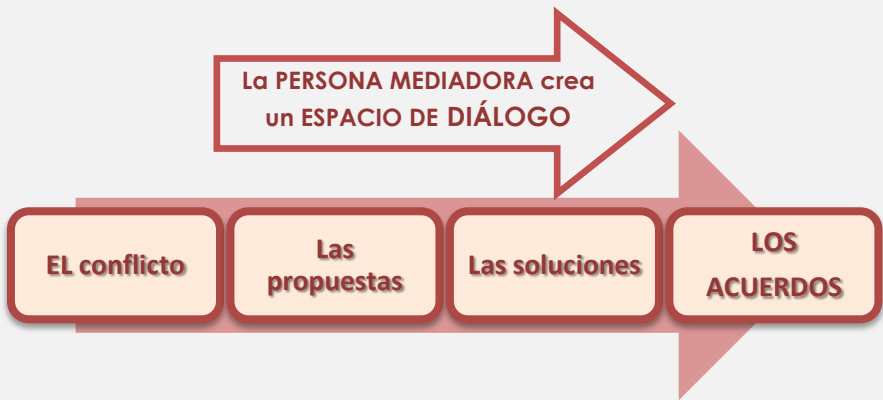 La PERSONA MEDIADORA crea
un ESPACIO DE DIÁLOGO
EL conflicto
Las
propuestas
Las soluciones
LOS
ACUERDOS